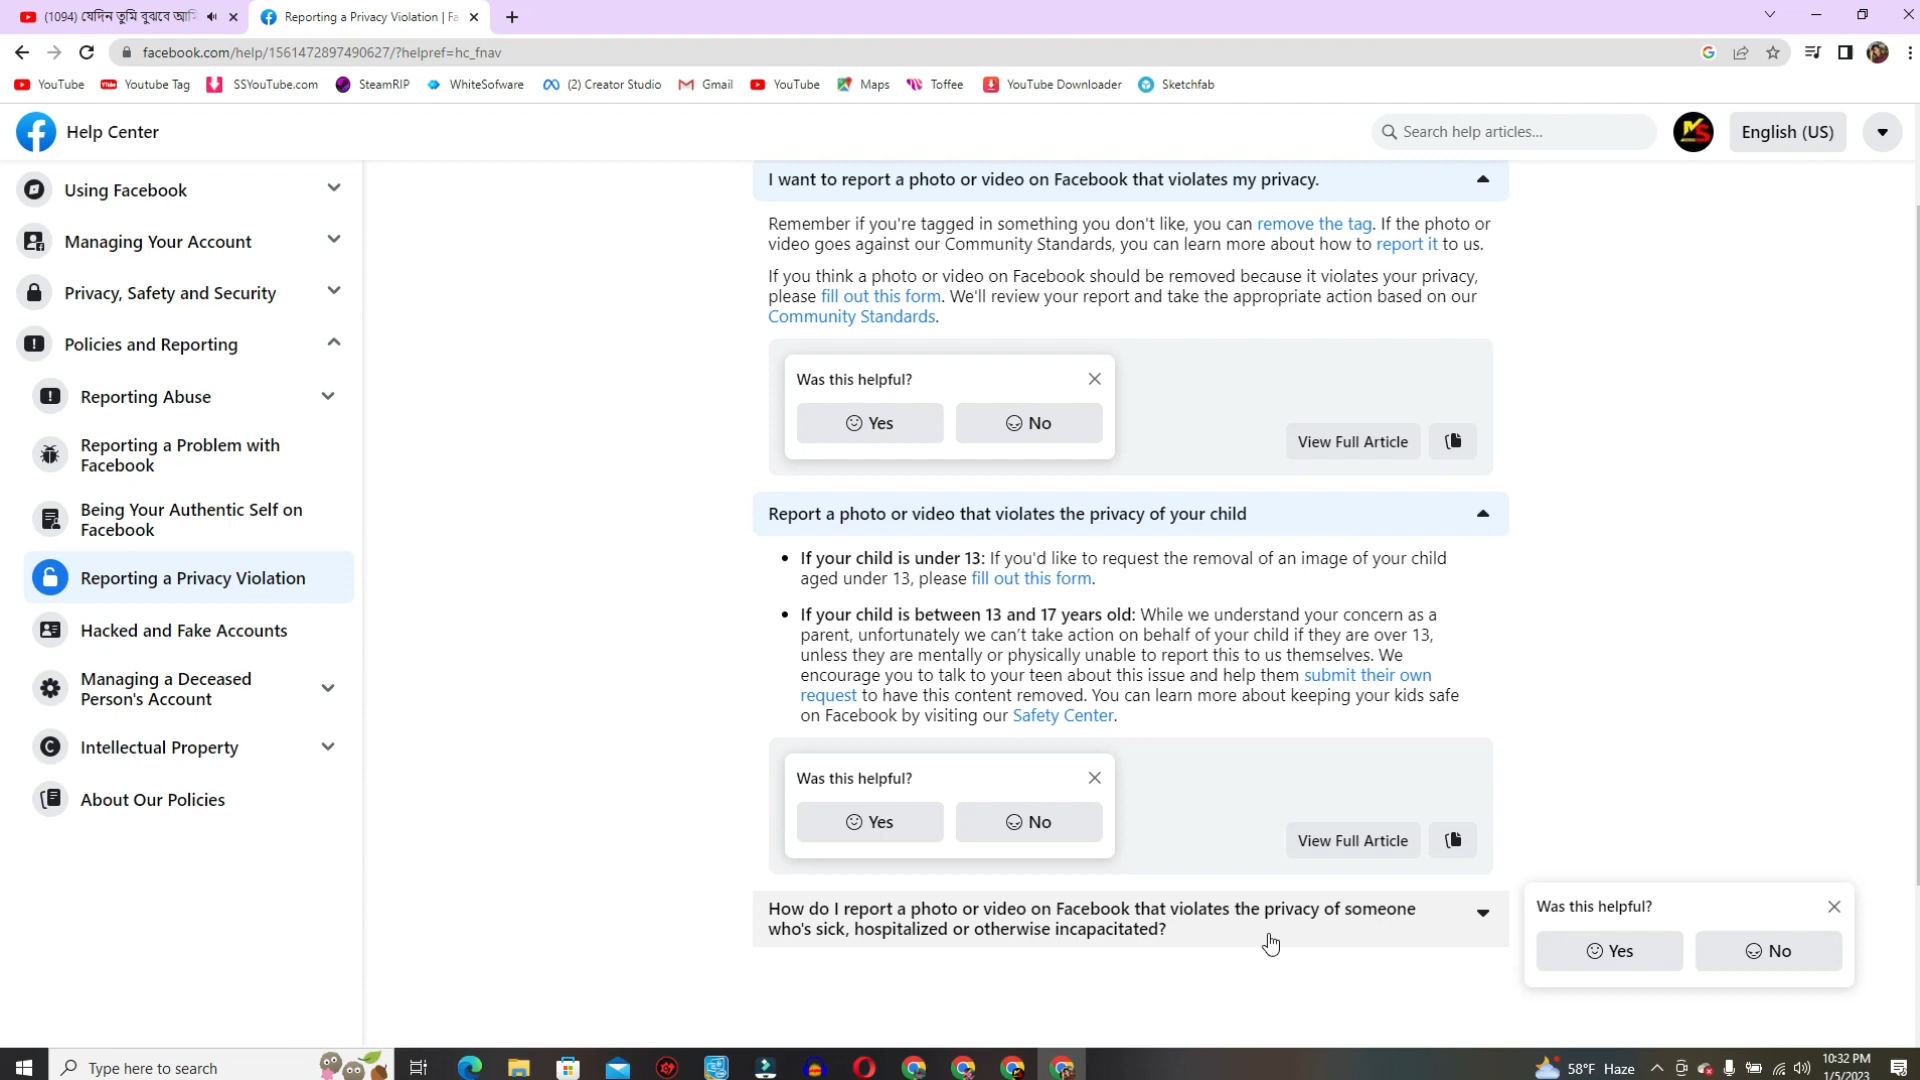 (1094) যেদিন তুমি বুঝবে আমি
Reporting a Privacy Violation | Fa
facebook.com/help/1561472897490627/?helpref=hc_fnav
YouTube
Youtube Tag
SSYouTube.com
SteamRIP
WhiteSofware
(2) Creator Studio
Gmail
YouTube
Maps
Toffee
YouTube Downloader
Sketchfab
Help Center
Search help articles...
English (US)
Using Facebook
Managing Your Account
Privacy, Safety and Security
Policies and Reporting
Reporting Abuse
Reporting a Problem with
Facebook
Being Your Authentic Self on
Facebook
Reporting a Privacy Violation
Hacked and Fake Accounts
Managing a Deceased
Person's Account
Intellectual Property
About Our Policies
I want to report a photo or video on Facebook that violates my privacy.
Remember if you're tagged in something you don't like, you can remove the tag. If the photo or
video goes against our Community Standards, you can learn more about how to report it to us.
If you think a photo or video on Facebook should be removed because it violates your privacy,
please fill out this form. We'll review your report and take the appropriate action based on our
Community Standards.
Was this helpful?
Yes
No
View Full Article
Report a photo or video that violates the privacy of your child
If your child is under 13: If you'd like to request the removal of an image of your child
aged under 13, please fill out this form.
If your child is between 13 and 17 years old: While we understand your concern as a
parent, unfortunately we can't take action on behalf of your child if they are over 13,
unless they are mentally or physically unable to report this to us themselves. We
encourage you to talk to your teen about this issue and help them submit their own
request to have this content removed. You can learn more about keeping your kids safe
on Facebook by visiting our Safety Center.
Was this helpful?
Yes
No
View Full Article
How do I report a photo or video on Facebook that violates the privacy of someone
who's sick, hospitalized or otherwise incapacitated?
Was this helpful?
Yes
No
Type here to search
58°F Haze
10:32 PM
1/5/2023